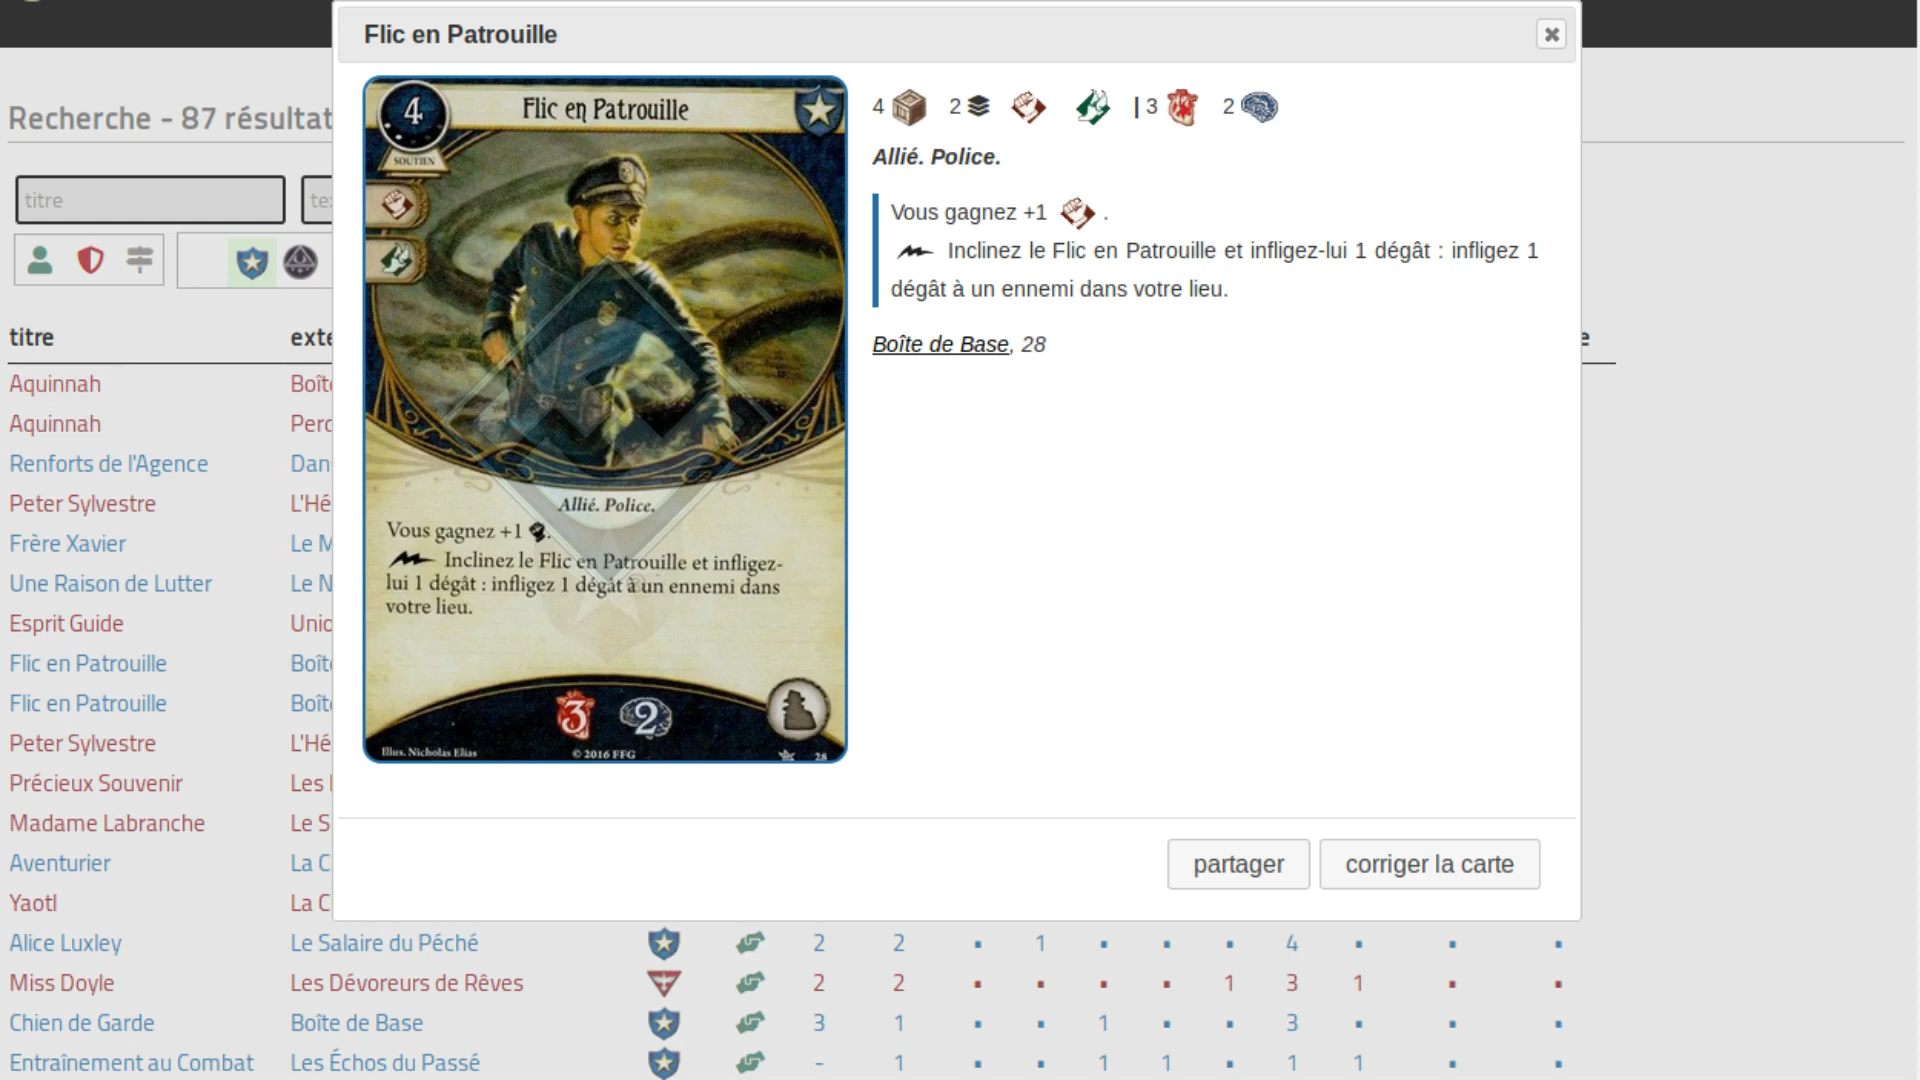 Flic en Patrouille
4
Flic en Patrouille
SOUTIEN
Allié. Police.
Vous gagnez +1 .
Inclinez le Flic en Patrouille et infligez-
lui 1 dégât : infligez 1 dégât à un ennemi dans
votre lieu.
3 2
Illus. Nicholas Elias © 2016 FFG 28
4 2 | 3 2
Allié. Police.
Vous gagnez +1 .
Inclinez le Flic en Patrouille et infligez-lui 1 dégât : infligez 1
dégât à un ennemi dans votre lieu.
Boîte de Base, 28
partager corriger la carte
Recherche - 87 résultat
titre te
titre exte e
Aquinnah Boît
Aquinnah Perd
Renforts de l'Agence Dan
Peter Sylvestre L'Hé
Frère Xavier Le M
Une Raison de Lutter Le N
Esprit Guide Unio
Flic en Patrouille Boît
Flic en Patrouille Boît
Peter Sylvestre L'Hé
Précieux Souvenir Les
Madame Labranche Le S
Aventurier La C
Yaotl La C
Alice Luxley Le Salaire du Péché 2 2 1 4
Miss Doyle Les Dévoreurs de Rêves 2 2 1 3 1
Chien de Garde Boîte de Base 3 1 1 3
Entraînement au Combat Les Échos du Passé - 1 1 1 1 1